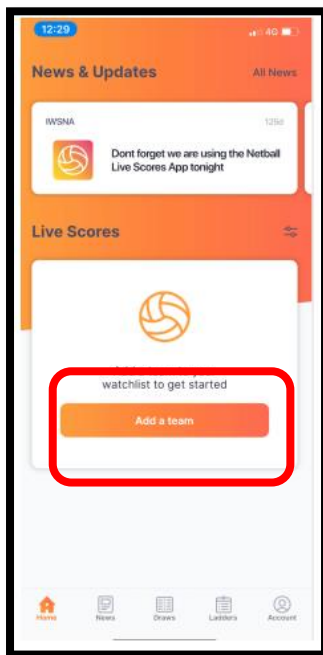 12:29
4G
News & Updates
All News
IWSNA
125d
Dont forget we are using the Netball
Live Scores App tonight
Live Scores
watchlist to get started
Add a team
Home
News
Draws
Ladders
Account